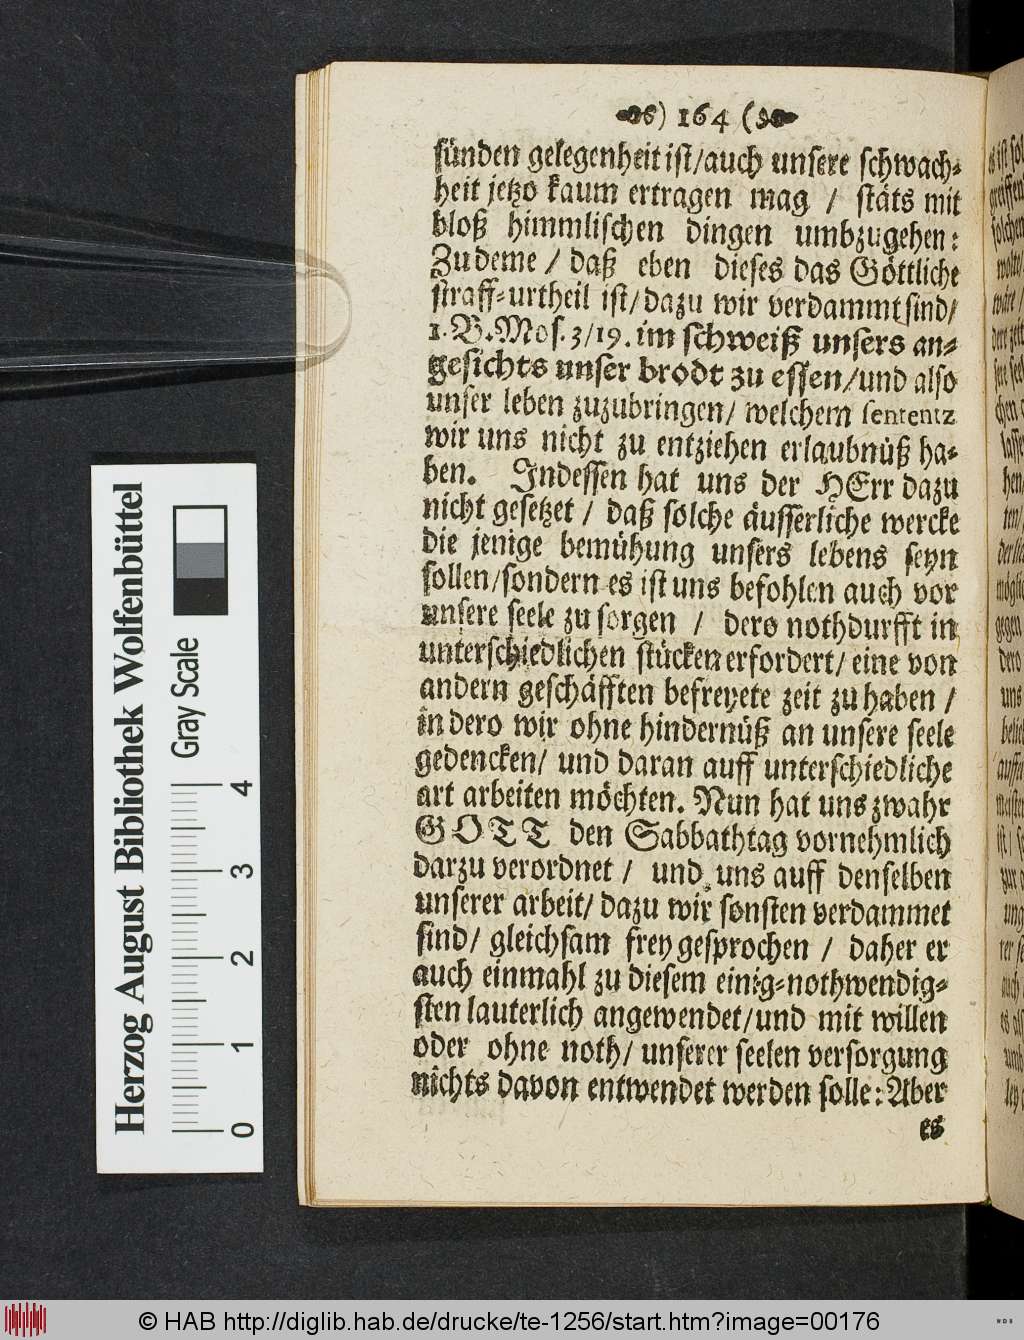 ) 164 (
sünden gelegenheit ist/auch unsere schwach-
heit jetzo kaum ertragen mag / stäts mit
bloß himmlischen dingen umbzugehen:
Zudeme / daß eben dieses das Göttliche
straff-urtheil ist/dazu wir verdammt sind/
1. B. Mos. 3/19. im schweiß unsers an-
gesichts unser brodt zu essen/und also
unser leben zuzubringen/ welchem sententz
wir uns nicht zu entziehen erlaubnüß ha-
ben. Indessen hat uns der HErr dazu
nicht gesetzet / daß solche äusserliche wercke
die jenige bemühung unsers lebens seyn
sollen/sondern es ist uns befohlen auch vor
unsere seele zu sorgen / dero nothdurfft in
unterschiedlichen stücken erfordert/ eine von
andern geschäfften befreyete zeit zu haben /
in dero wir ohne hindernüß an unsere seele
gedencken/ und daran auff unterschiedliche
art arbeiten möchten. Nun hat uns zwahr
GOTT den Sabbathtag vornehmlich
darzu verordnet / und uns auff denselben
unserer arbeit/ dazu wir sonsten verdammet
sind/ gleichsam frey gesprochen / daher er
auch einmahl zu diesem einig-nothwendig-
sten lauterlich angewendet/und mit willen
oder ohne noth/ unserer seelen versorgung
nichts davon entwendet werden solle: Aber
es
Herzog August Bibliothek Wolfenbüttel
Gray Scale
0 1 2 3 4
© HAB http://diglib.hab.de/drucke/te-1256/start.htm?image=00176